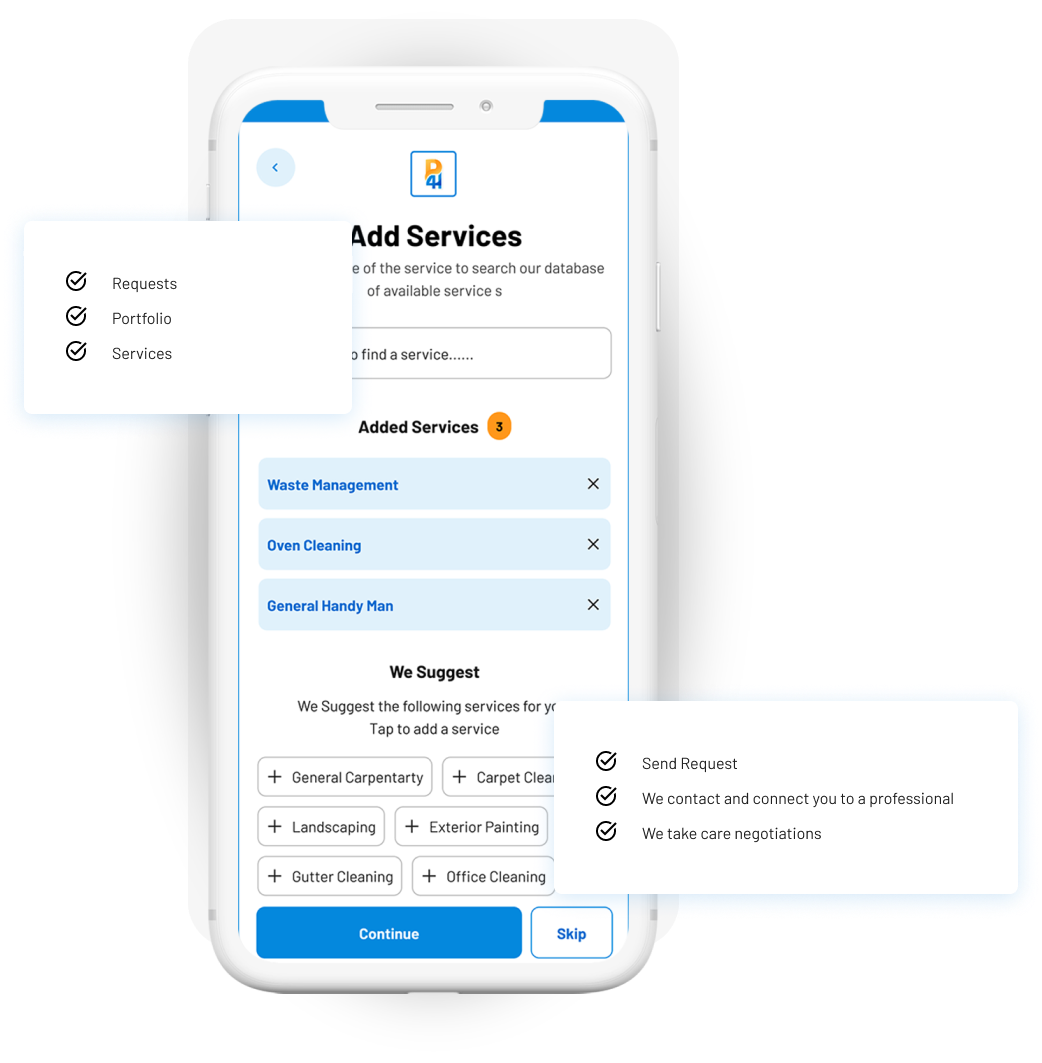 P
4H
Add Services
of the service to search our database
of available service s
find a service......
Requests
Portfolio
Services
Added Services 3
Waste Management
Oven Cleaning
General Handy Man
We Suggest
We Suggest the following services for
Tap to add a service
General Carpentarty
Carpet
Landscaping
Exterior Painting
Gutter Cleaning
Office Cleaning
Continue
Skip
Send Request
We contact and connect you to a professional
We take care negotiations